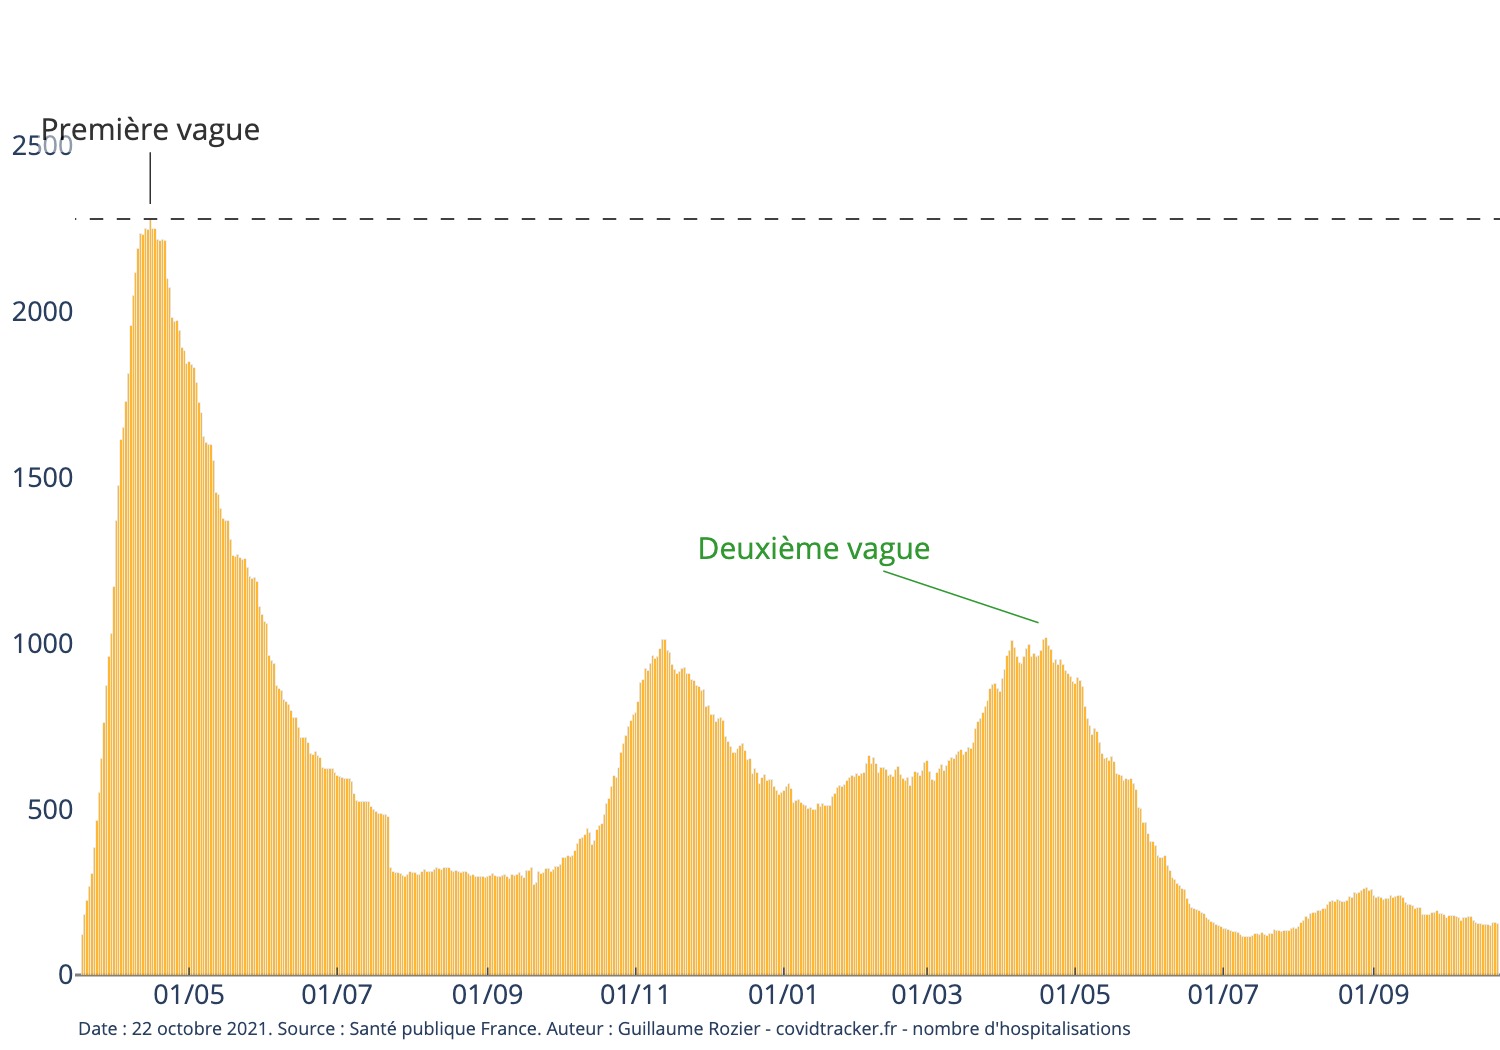 Première vague
2500
2000
1500
Deuxième vague
1000
500
0
01/05 01/07 01/09 01/11 01/01 01/03 01/05 01/07 01/09
Date : 22 octobre 2021. Source : Santé publique France. Auteur : Guillaume Rozier - covidtracker.fr - nombre d'hospitalisations